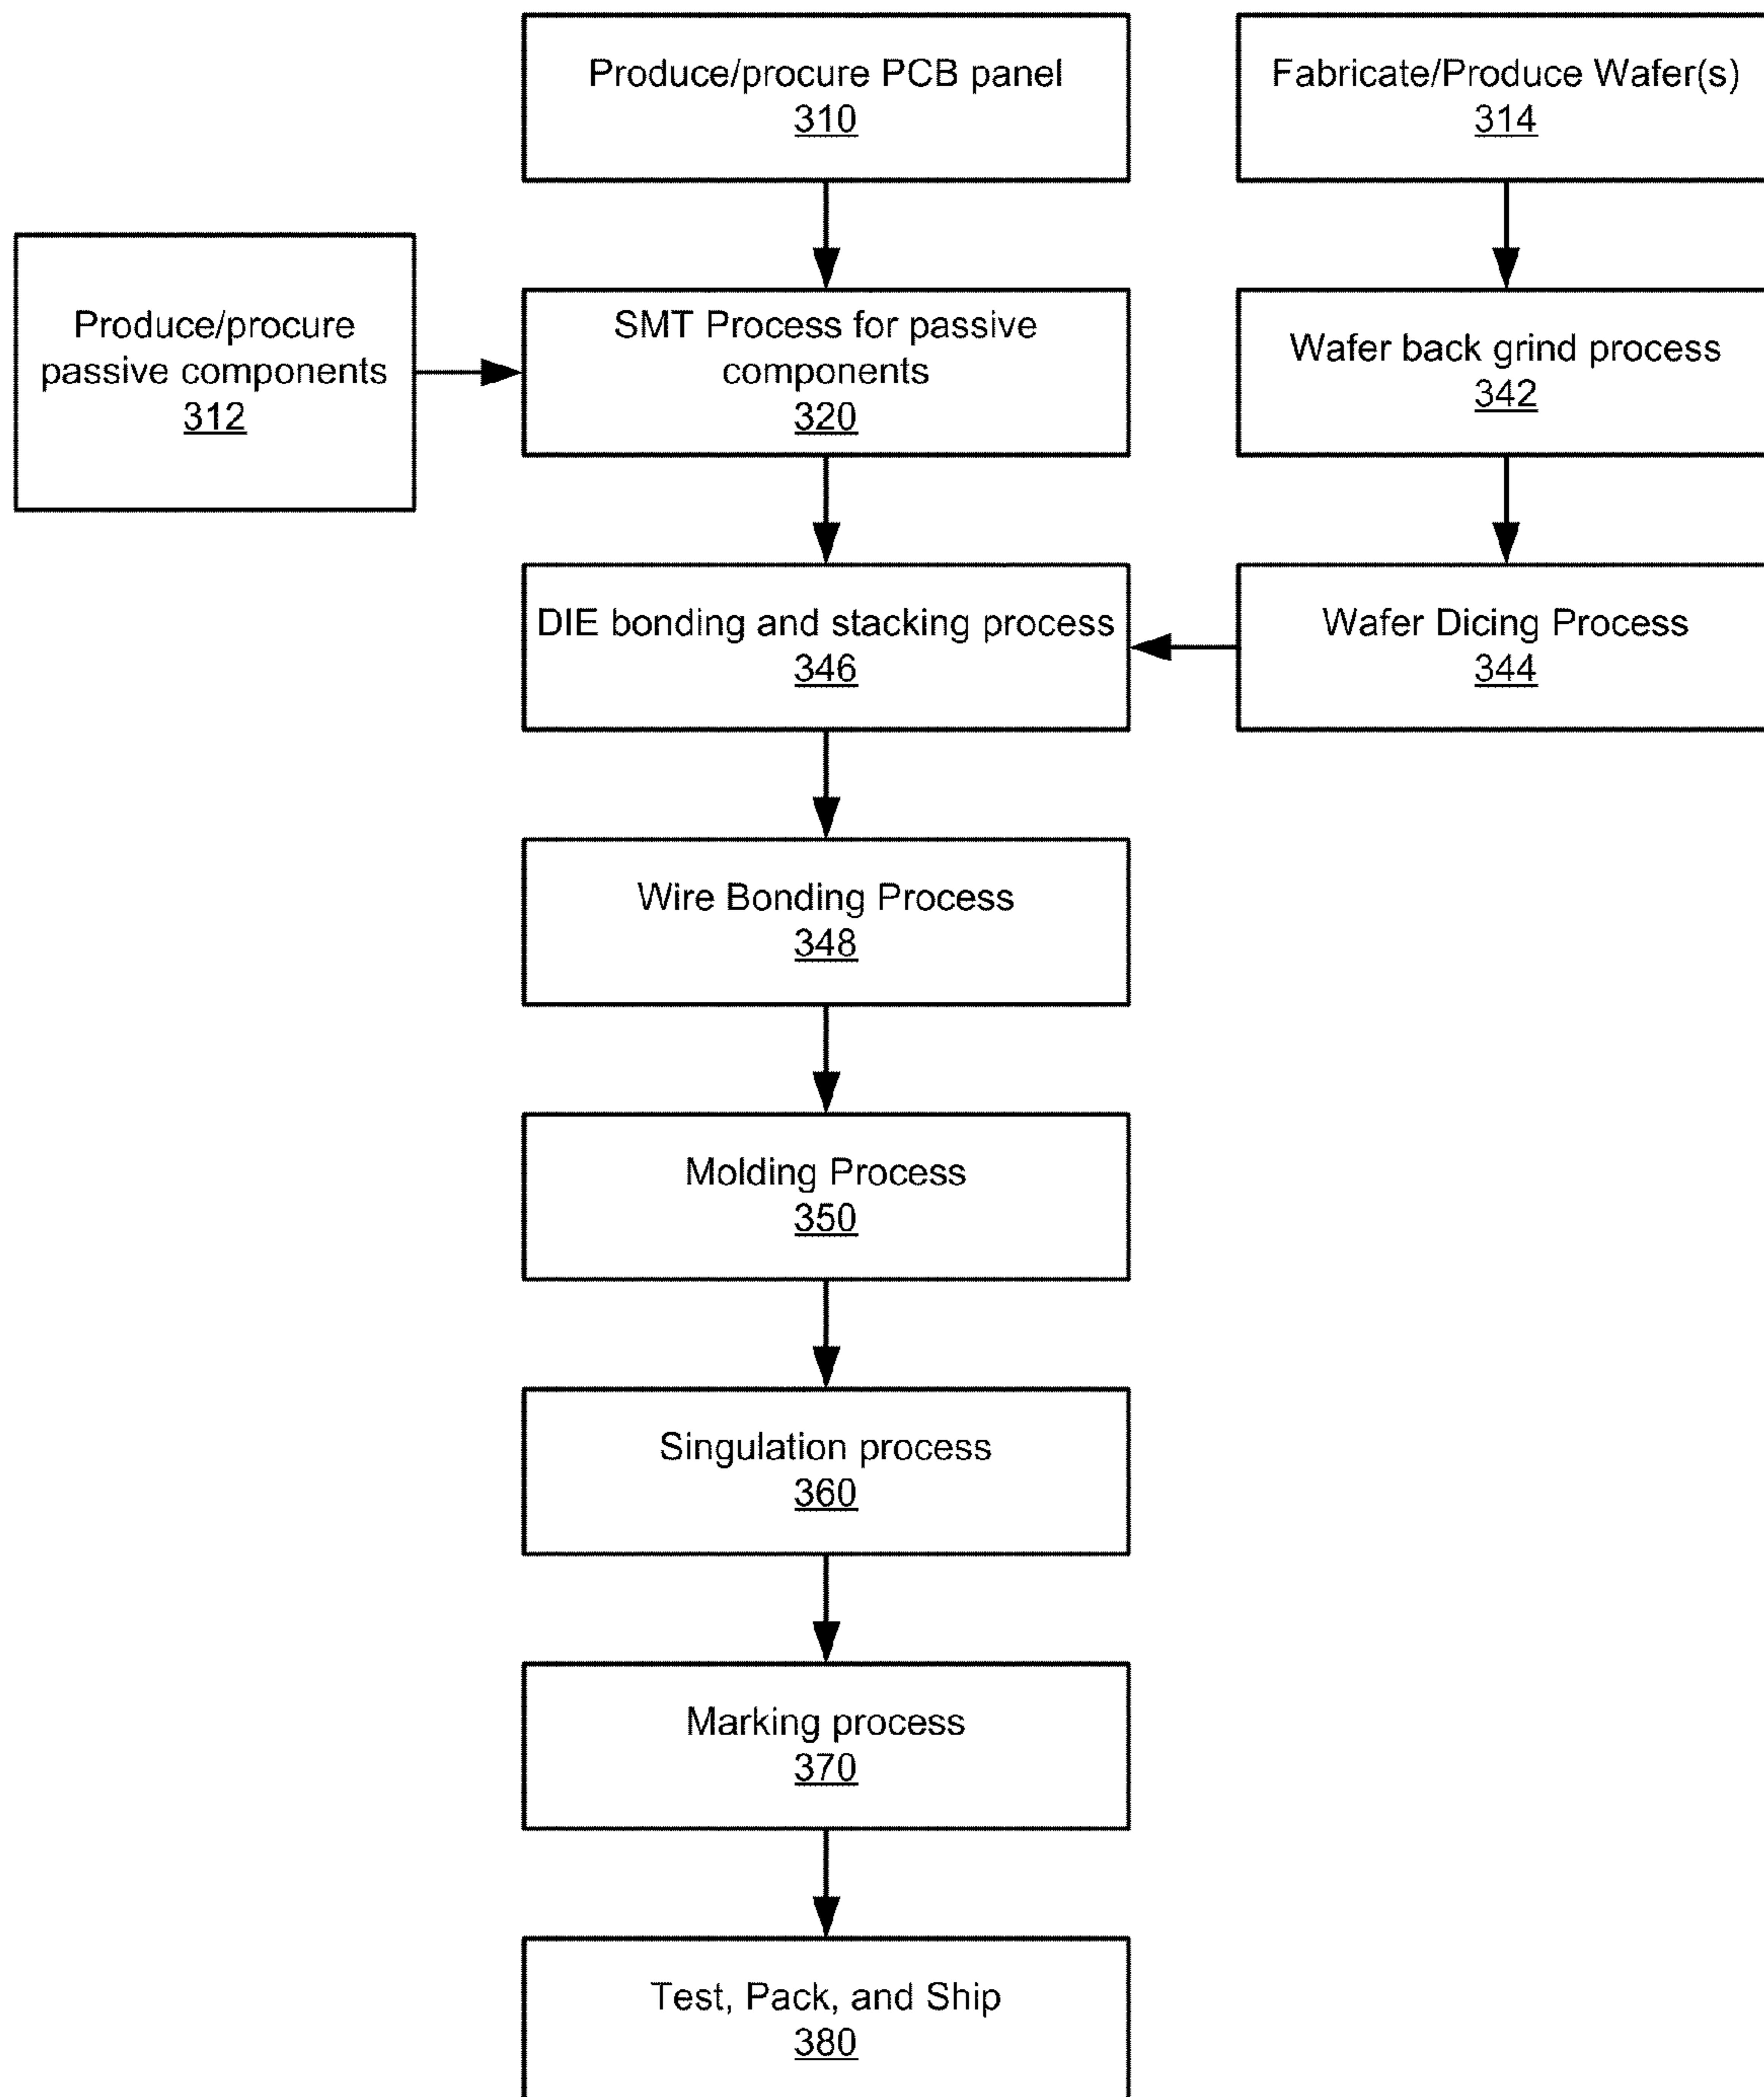 Produce/procure PCB panel
310
Fabricate/Produce Wafer(s)
314
Produce/procure
passive components
312
SMT Process for passive
components
320
Wafer back grind process
342
DIE bonding and stacking process
346
Wafer Dicing Process
344
Wire Bonding Process
348
Molding Process
350
Singulation process
360
Marking process
370
Test, Pack, and Ship
380